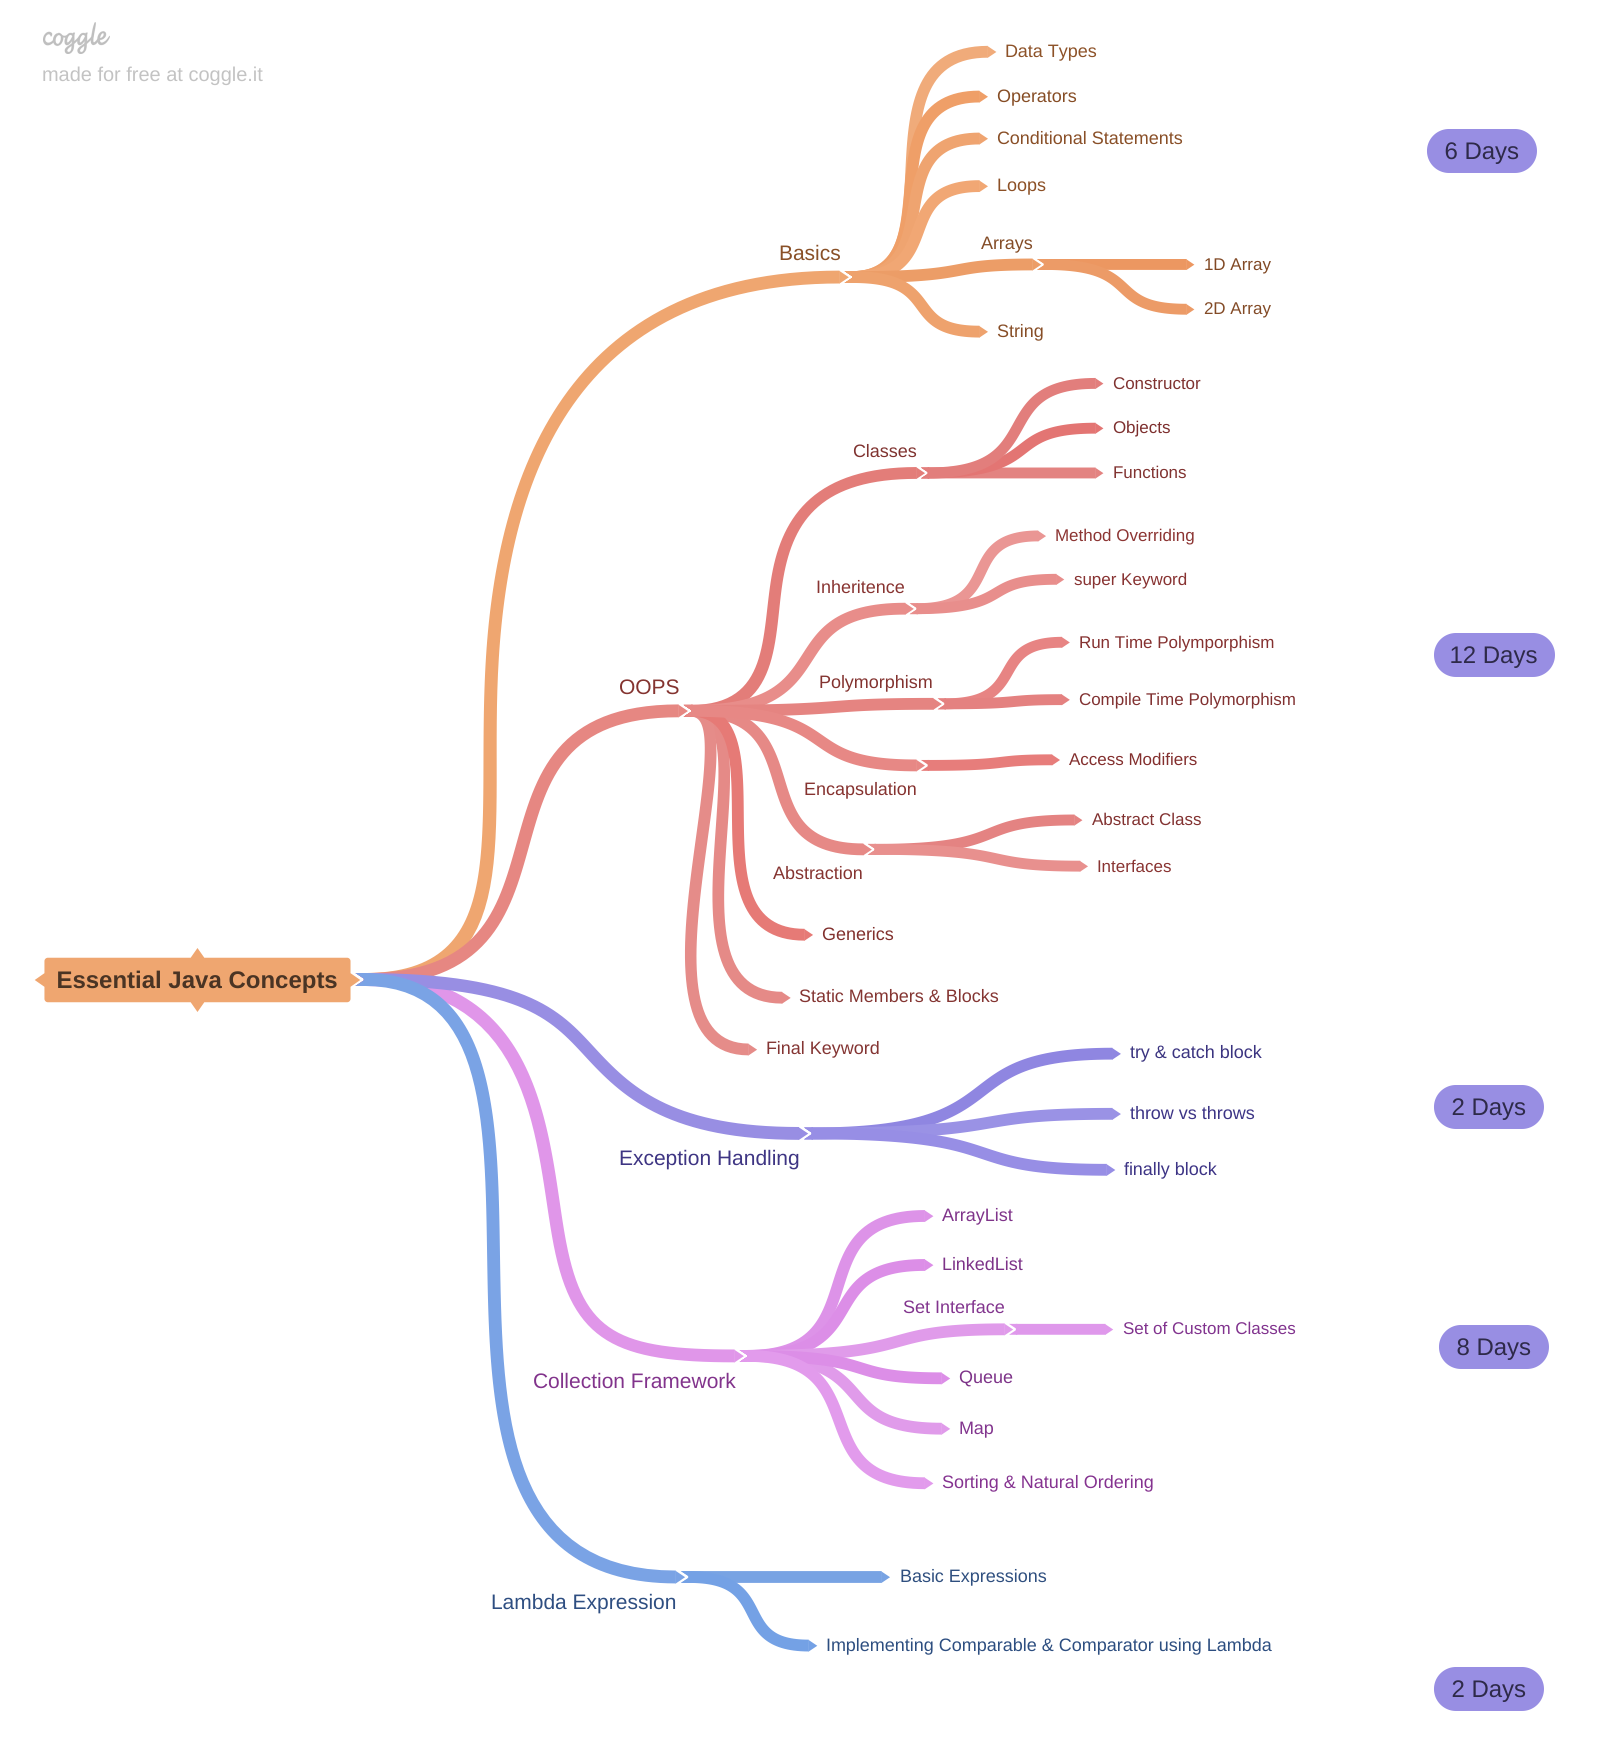 coggle
made for free at coggle.it
Essential Java Concepts
Basics
Data Types
Operators
Conditional Statements
Loops
Arrays
1D Array
2D Array
String
6 Days
OOPS
Classes
Constructor
Objects
Functions
Inheritence
Method Overriding
super Keyword
Polymorphism
Run Time Polymporphism
Compile Time Polymorphism
Encapsulation
Access Modifiers
Abstraction
Abstract Class
Interfaces
Generics
Static Members & Blocks
Final Keyword
12 Days
Exception Handling
try & catch block
throw vs throws
finally block
2 Days
Collection Framework
ArrayList
LinkedList
Set Interface
Set of Custom Classes
Queue
Map
Sorting & Natural Ordering
8 Days
Lambda Expression
Basic Expressions
Implementing Comparable & Comparator using Lambda
2 Days